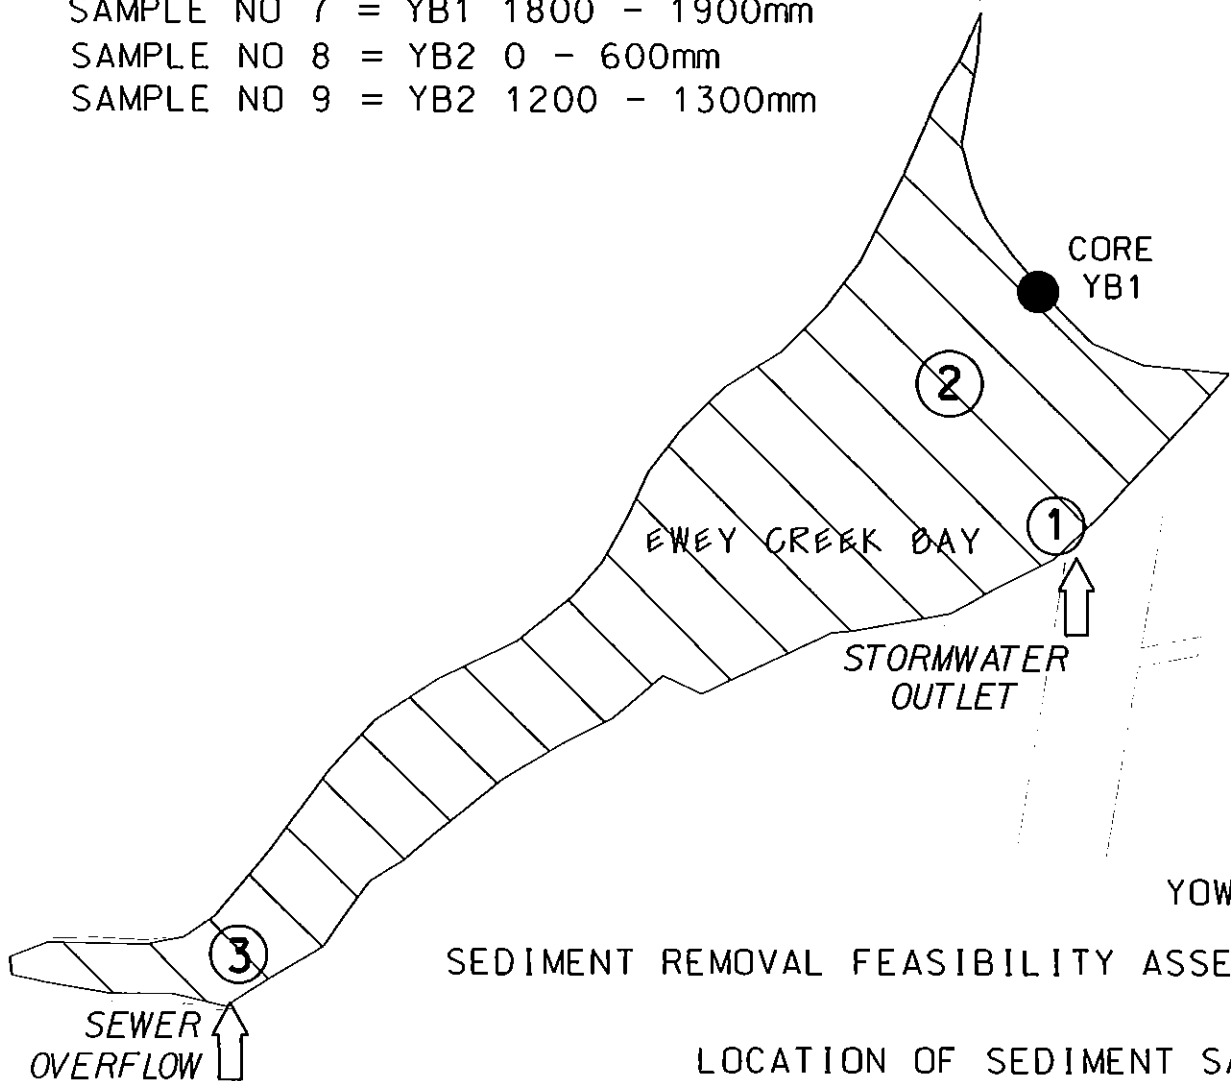 SAMPLE NO 7 = YB1 1800 - 1900mm
SAMPLE NO 8 = YB2 0 - 600mm
SAMPLE NO 9 = YB2 1200 - 1300mm
CORE
YB1
2
1
EWEY CREEK BAY
STORMWATER
OUTLET
YOW
3
SEDIMENT REMOVAL FEASIBILITY ASSE
SEWER
OVERFLOW
LOCATION OF SEDIMENT SA